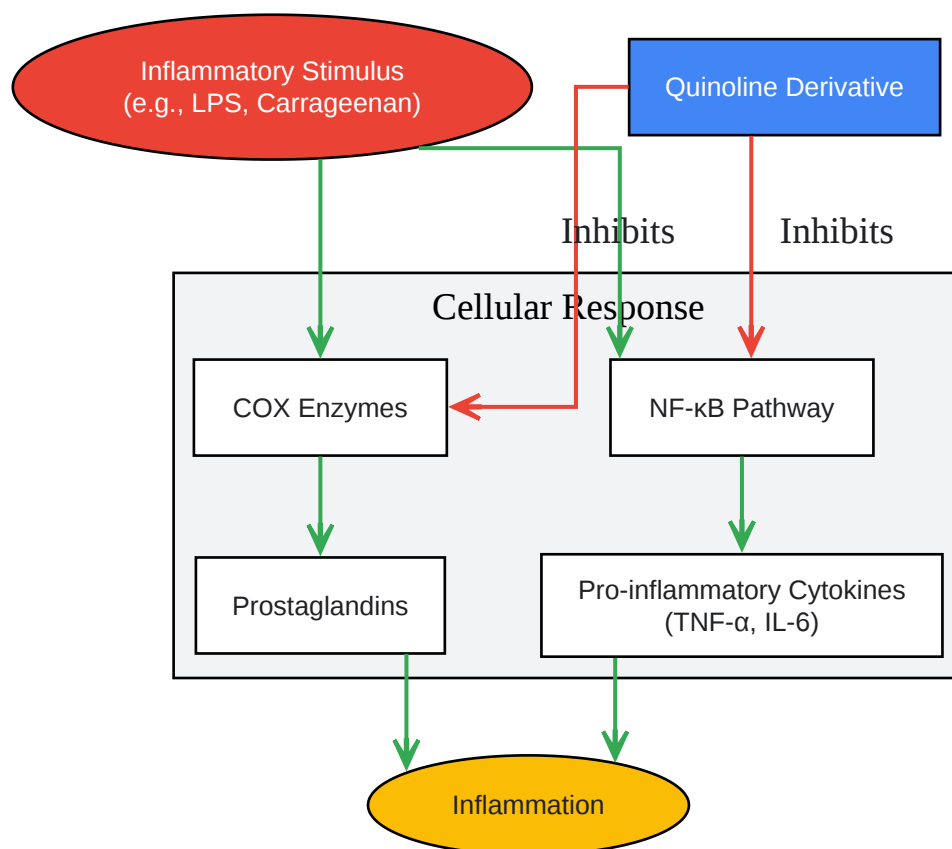 Inflammatory Stimulus
(e.g., LPS, Carrageenan)
Quinoline Derivative
Inhibits
Inhibits
Cellular Response
COX Enzymes
NF-κB Pathway
Prostaglandins
Pro-inflammatory Cytokines
(TNF-α, IL-6)
Inflammation